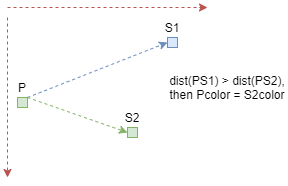 S1
dist(PS1) > dist(PS2),
then Pcolor = S2color
P
S2